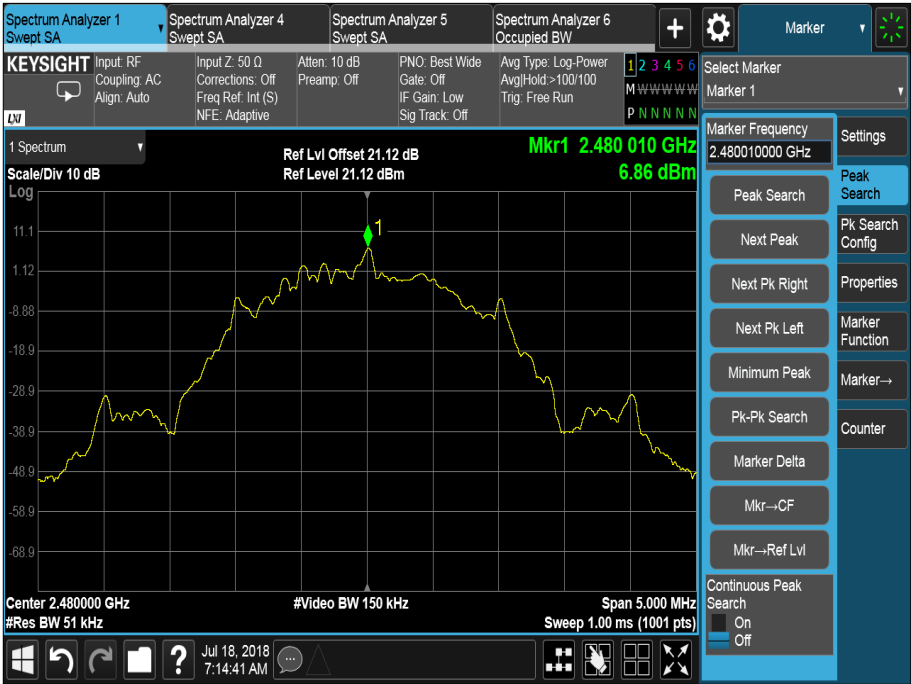 Spectrum Analyzer 1
Swept SA
Spectrum Analyzer 4
Swept SA
Spectrum Analyzer 5
Swept SA
Spectrum Analyzer 6
Occupied BW
+
Marker
KEYSIGHT
LXI
Input: RF
Coupling: AC
Align: Auto
Input Z: 50 Ω
Corrections: Off
Freq Ref: Int (S)
NFE: Adaptive
Atten: 10 dB
Preamp: Off
PNO: Best Wide
Gate: Off
IF Gain: Low
Sig Track: Off
Avg Type: Log-Power
Avg|Hold:>100/100
Trig: Free Run
1 2 3 4 5 6
M W W W W W
P N N N N N
Select Marker
Marker 1
1 Spectrum
Scale/Div 10 dB
Log
Ref Lvl Offset 21.12 dB
Ref Level 21.12 dBm
Mkr1 2.480 010 GHz
6.86 dBm
1
11.1
1.12
-8.88
-18.9
-28.9
-38.9
-48.9
-58.9
-68.9
Center 2.480000 GHz
#Res BW 51 kHz
#Video BW 150 kHz
Span 5.000 MHz
Sweep 1.00 ms (1001 pts)
Marker Frequency
2.480010000 GHz
Peak Search
Next Peak
Next Pk Right
Next Pk Left
Minimum Peak
Pk-Pk Search
Marker Delta
Mkr→CF
Mkr→Ref Lvl
Continuous Peak
Search
On
Off
Settings
Peak
Search
Pk Search
Config
Properties
Marker
Function
Marker→
Counter
?
Jul 18, 2018
7:14:41 AM